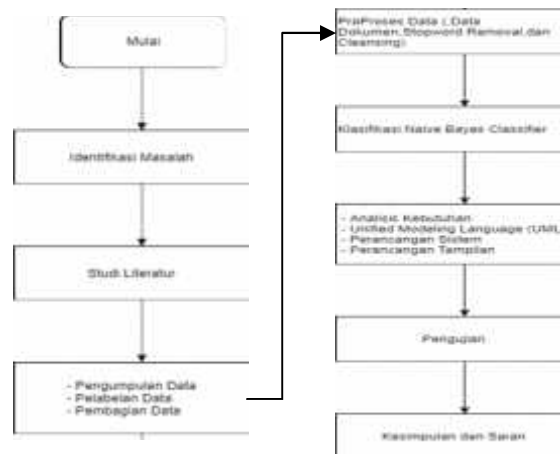 Mulai
Identifikasi Masalah
Studi Literatur
- Pengumpulan Data
- Pelabelan Data
- Pembagian Data
PraProses Data (,Data
Dokumen,Stopword Removal,dan
Cleansing)
Klasifikasi Naive Bayes Classifier
- Analisis Kebutuhan
- Unified Modeling Language (UML
- Perancangan Sistem
- Perancangan Tampilan
Pengujian
Kesimpulan dan Saran